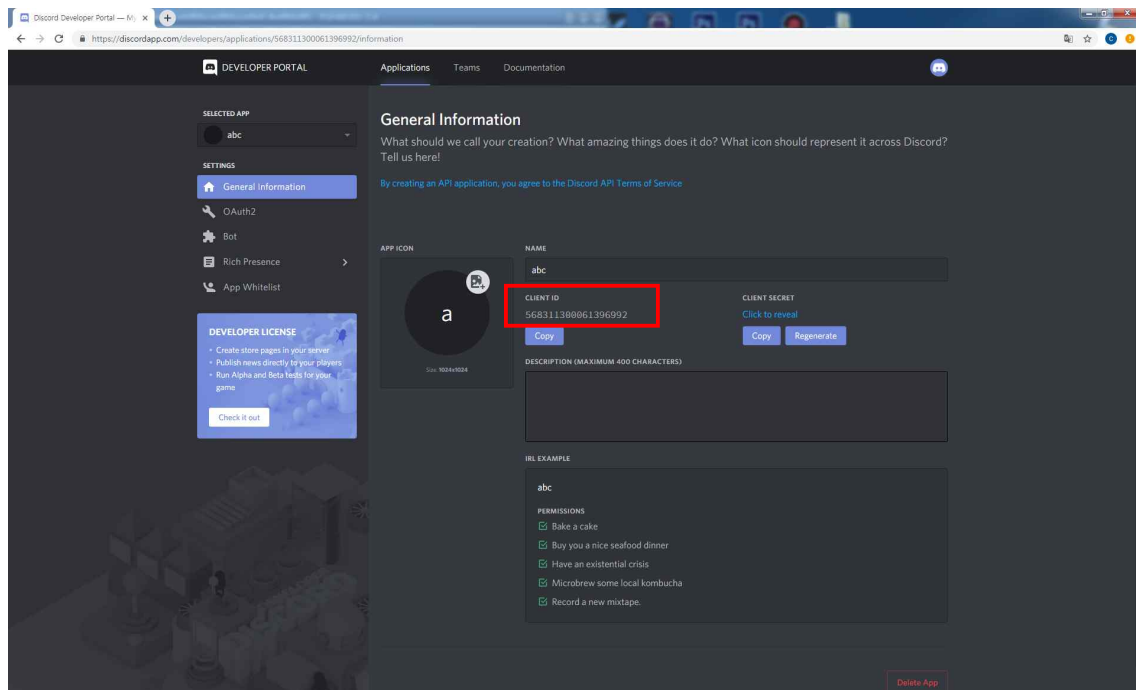 Discord Developer Portal — My
https://discordapp.com/developers/applications/568311300061396992/information
DEVELOPER PORTAL
Applications
Teams
Documentation
SELECTED APP
abc
SETTINGS
General Information
OAuth2
Bot
Rich Presence
App Whitelist
DEVELOPER LICENSE
• Create store pages in your server
• Publish news directly to your players
• Run Alpha and Beta tests for your
game
Check it out
General Information
What should we call your creation? What amazing things does it do? What icon should represent it across Discord?
Tell us here!
By creating an API application, you agree to the Discord API Terms of Service
APP ICON
a
Size: 1024x1024
NAME
abc
CLIENT ID
568311300061396992
Copy
CLIENT SECRET
Click to reveal
Copy
Regenerate
DESCRIPTION (MAXIMUM 400 CHARACTERS)
IRL EXAMPLE
abc
PERMISSIONS
Bake a cake
Buy you a nice seafood dinner
Have an existential crisis
Microbrew some local kombucha
Record a new mixtape.
Delete App